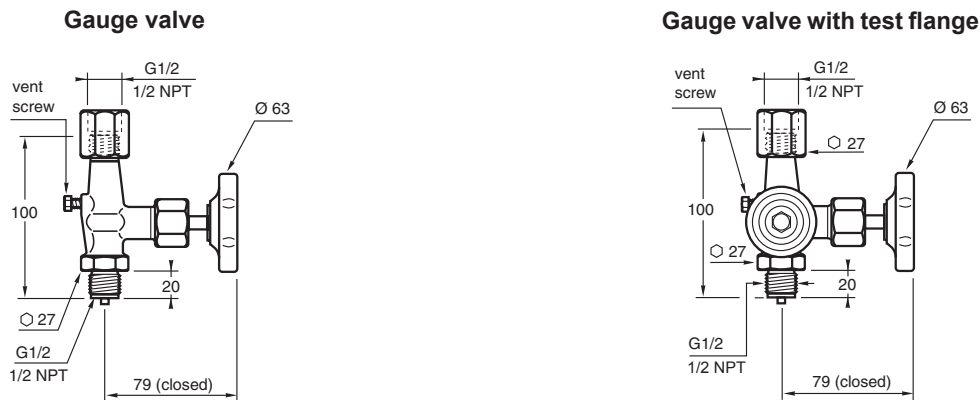 Gauge valve
G1/2
1/2 NPT
vent
screw
Ø 63
100
20
27
G1/2
1/2 NPT
79 (closed)
Gauge valve with test flange
G1/2
1/2 NPT
vent
screw
Ø 63
⬡ 27
100
⬡ 27
20
G1/2
1/2 NPT
79 (closed)